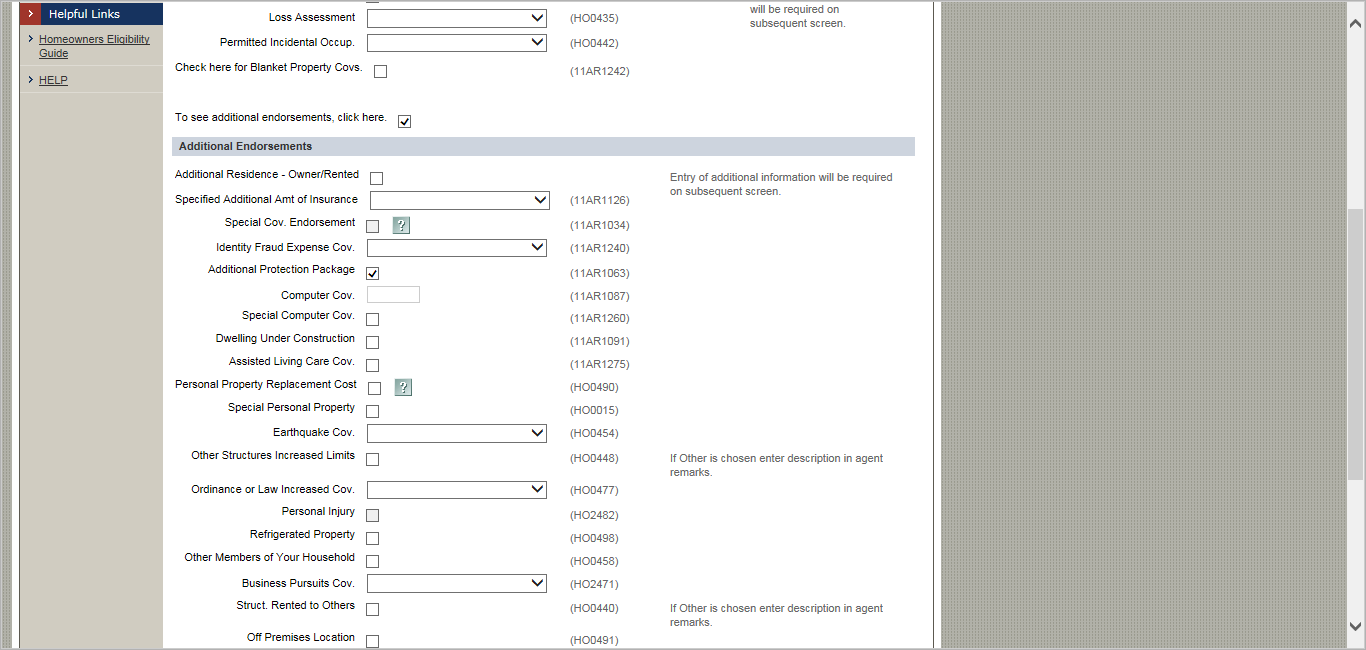 Helpful Links
Homeowners Eligibility
Guide
HELP
will be required on
Loss Assessment (HO0435) subsequent screen.
Permitted Incidental Occup. (HO0442)
Check here for Blanket Property Covs. (11AR1242)
To see additional endorsements, click here.
Additional Endorsements
Additional Residence - Owner/Rented Entry of additional information will be required
on subsequent screen.
Specified Additional Amt of Insurance (11AR1126)
Special Cov. Endorsement ? (11AR1034)
Identity Fraud Expense Cov. (11AR1240)
Additional Protection Package (11AR1063)
Computer Cov. (11AR1087)
Special Computer Cov. (11AR1260)
Dwelling Under Construction (11AR1091)
Assisted Living Care Cov. (11AR1275)
Personal Property Replacement Cost ? (HO0490)
Special Personal Property (HO0015)
Earthquake Cov. (HO0454)
Other Structures Increased Limits (HO0448) If Other is chosen enter description in agent
remarks.
Ordinance or Law Increased Cov. (HO0477)
Personal Injury (HO2482)
Refrigerated Property (HO0498)
Other Members of Your Household (HO0458)
Business Pursuits Cov. (HO2471)
Struct. Rented to Others (HO0440) If Other is chosen enter description in agent
remarks.
Off Premises Location (HO0491)